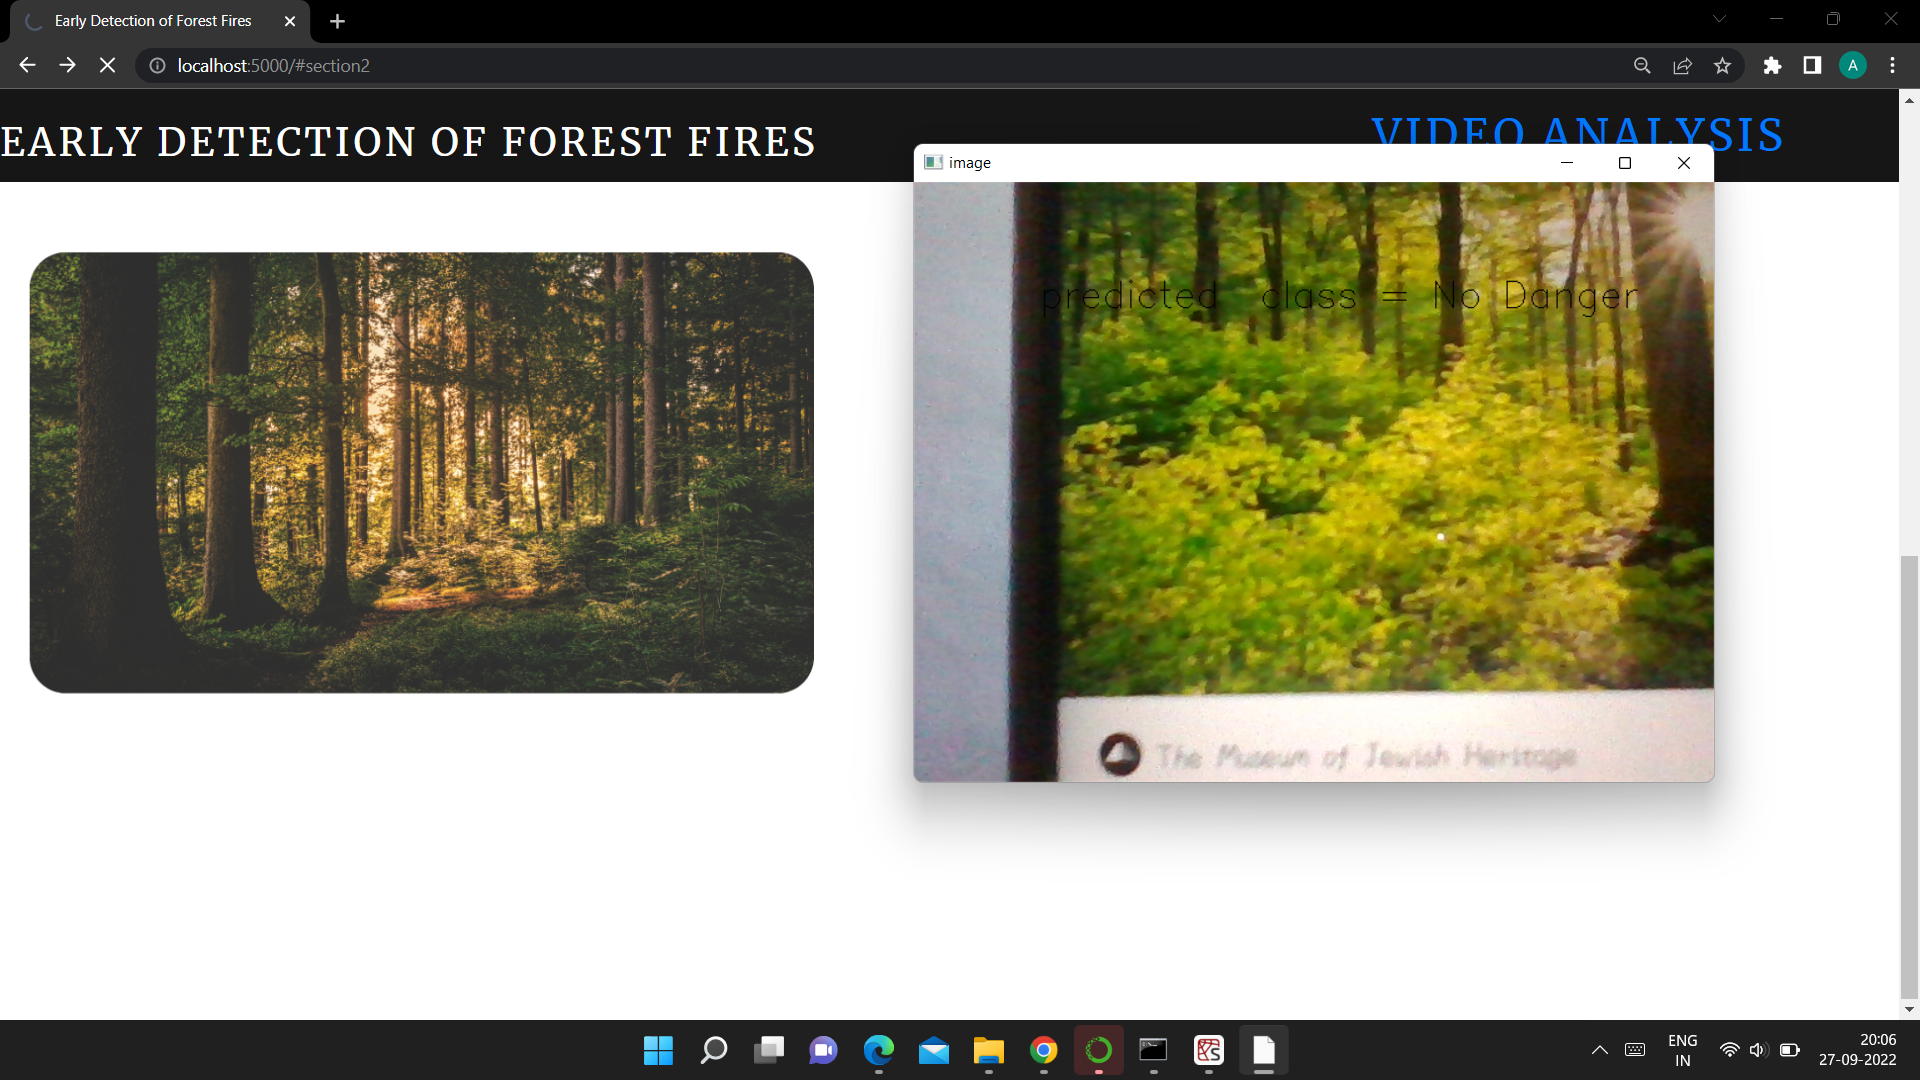 Early Detection of Forest Fires
localhost:5000/#section2
A
EARLY DETECTION OF FOREST FIRES
VIDEO ANALYSIS
image
predicted class = No Danger
The Museum of Jewish Heritage
ENG
IN
20:06
27-09-2022